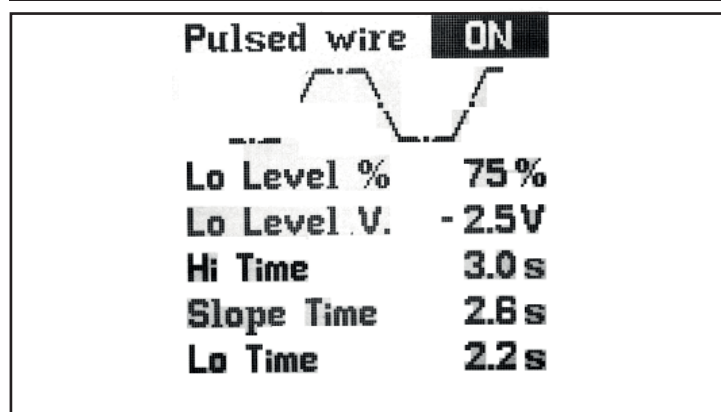 Pulsed wire ON
Lo Level % 75%
Lo Level V. -2.5V
Hi Time 3.0s
Slope Time 2.6s
Lo Time 2.2s